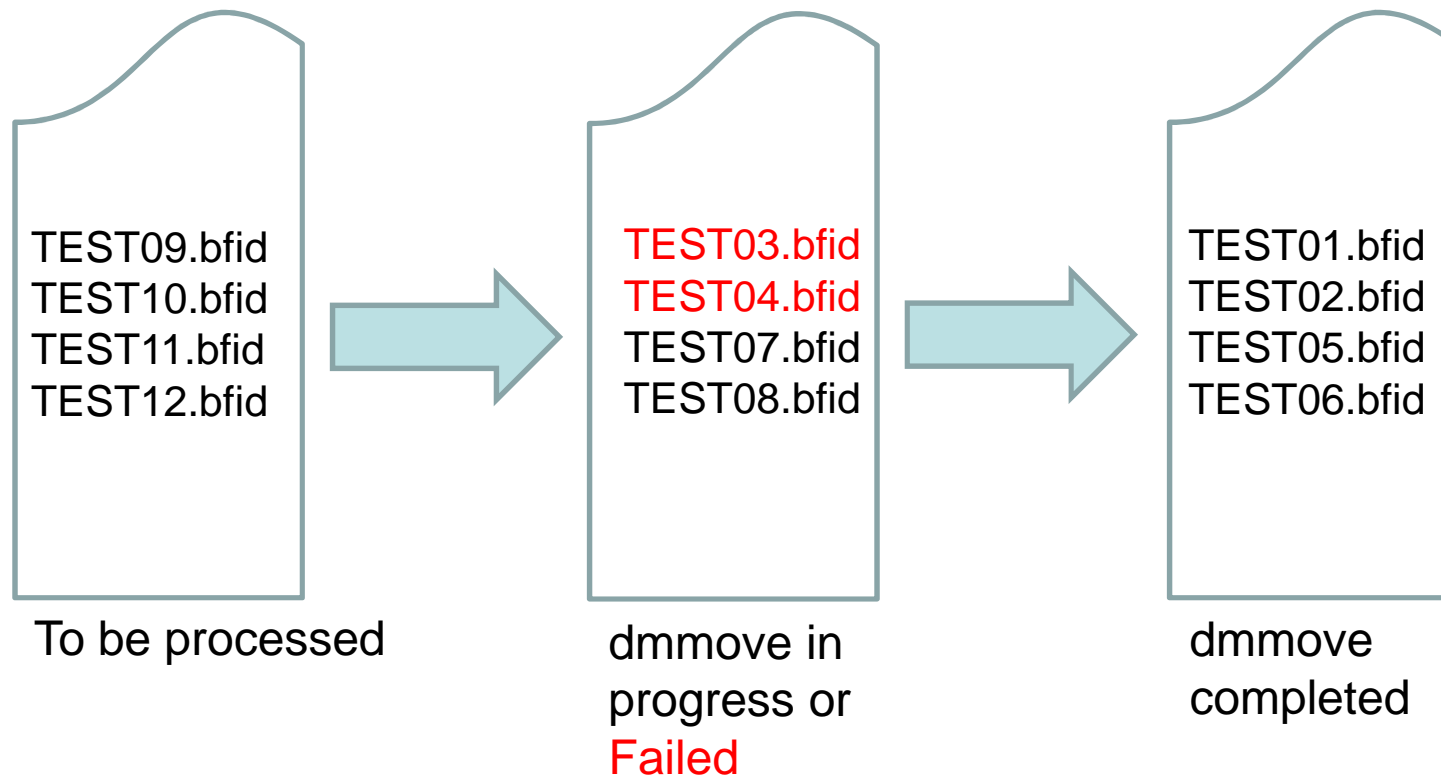 TEST09.bfid
TEST10.bfid
TEST11.bfid
TEST12.bfid
To be processed
TEST03.bfid
TEST04.bfid
TEST07.bfid
TEST08.bfid
dmmove in
progress or
Failed
TEST01.bfid
TEST02.bfid
TEST05.bfid
TEST06.bfid
dmmove
completed